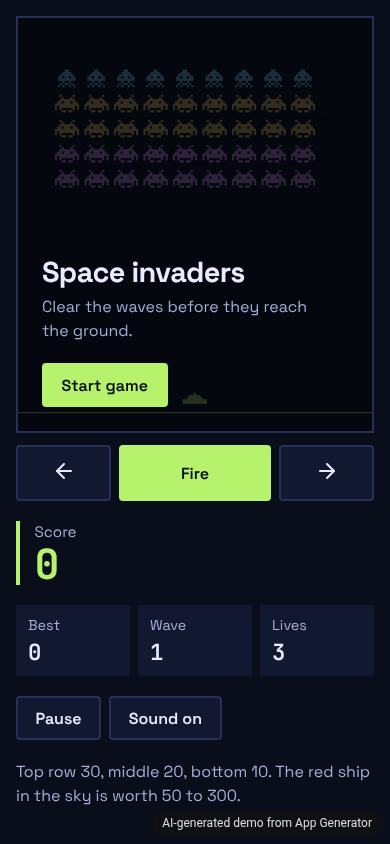 Space invaders
Clear the waves before they reach
the ground.
Start game
← Fire →
Score
0
Best Wave Lives
0 1 3
Pause Sound on
Top row 30, middle 20, bottom 10. The red ship
in the sky is worth 50 to 300.
AI-generated demo from App Generator